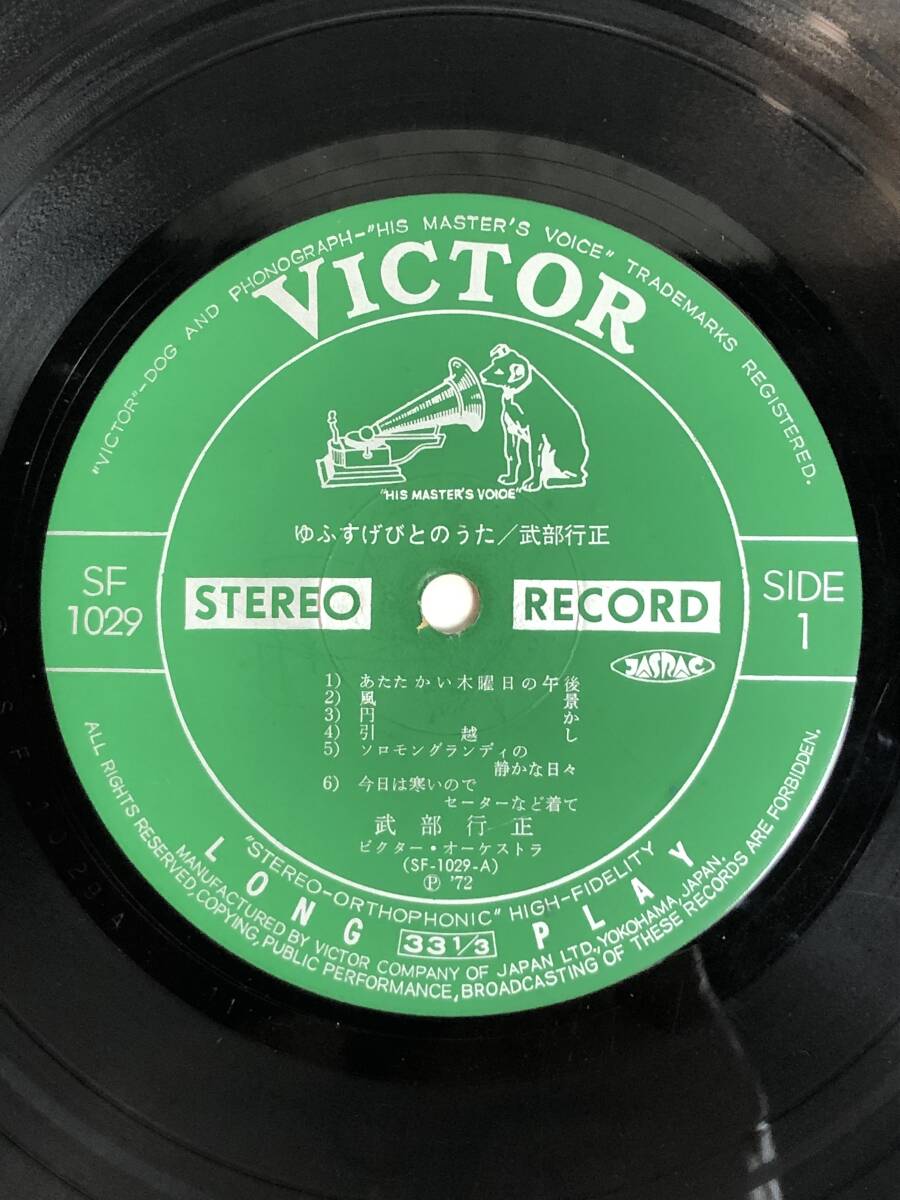 "VICTOR"–DOG AND PHONOGRAPH–"HIS MASTER'S VOICE" TRADEMARKS REGISTERED.
VICTOR
"HIS MASTER'S VOICE"
ゆふすげびとのうた/武部行正
SF
1029
STEREO RECORD
SIDE
1
JASRAC
1) あたたかい木曜日の午後
2) 風景
3) 円か
4) 引越し
5) ソロモングランディの
静かな日々
6) 今日は寒いので
セーターなど着て
武部行正
ビクター・オーケストラ
(SF-1029-A)
Ⓟ '72
"STEREO–ORTHOPHONIC" HIGH-FIDELITY
LONG 33 1/3 PLAY
MANUFACTURED BY VICTOR COMPANY OF JAPAN LTD., YOKOHAMA, JAPAN.
ALL RIGHTS RESERVED, COPYING, PUBLIC PERFORMANCE, BROADCASTING OF THESE RECORDS ARE FORBIDDEN.